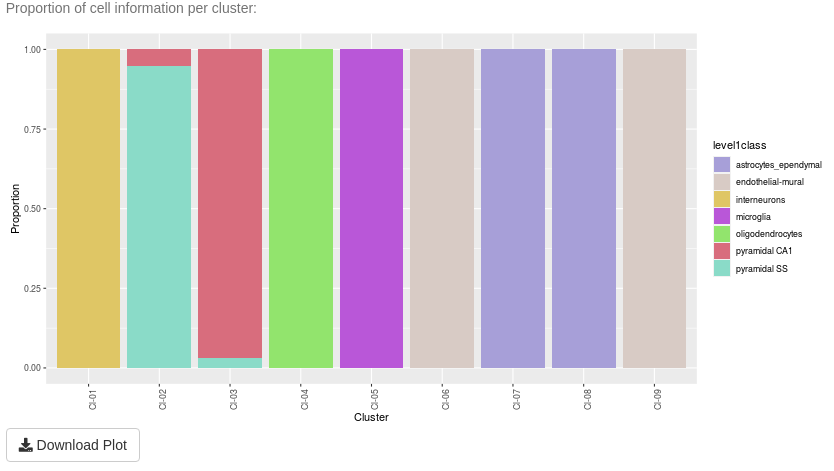 Proportion of cell information per cluster:
1.00
0.75
0.50
0.25
0.00
Proportion
Cl-01
Cl-02
Cl-03
Cl-04
Cl-05
Cl-06
Cl-07
Cl-08
Cl-09
Cluster
level1class
astrocytes_ependymal
endothelial-mural
interneurons
microglia
oligodendrocytes
pyramidal CA1
pyramidal SS
Download Plot